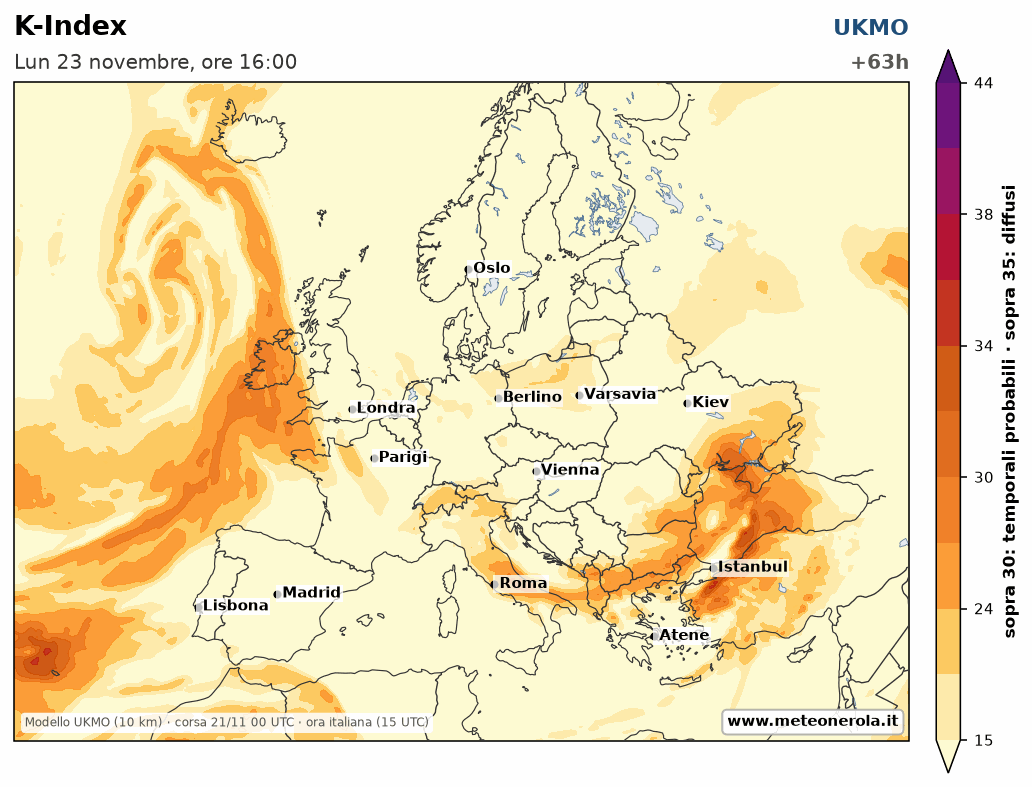 K-Index
UKMO
Lun 23 novembre, ore 16:00
+63h
44
38
34
30
24
15
sopra 30: temporali probabili · sopra 35: diffusi
Oslo
Berlino
Varsavia
Kiev
Londra
Parigi
Vienna
Istanbul
Roma
Madrid
Lisbona
Atene
Modello UKMO (10 km) · corsa 21/11 00 UTC · ora italiana (15 UTC)
www.meteonerola.it